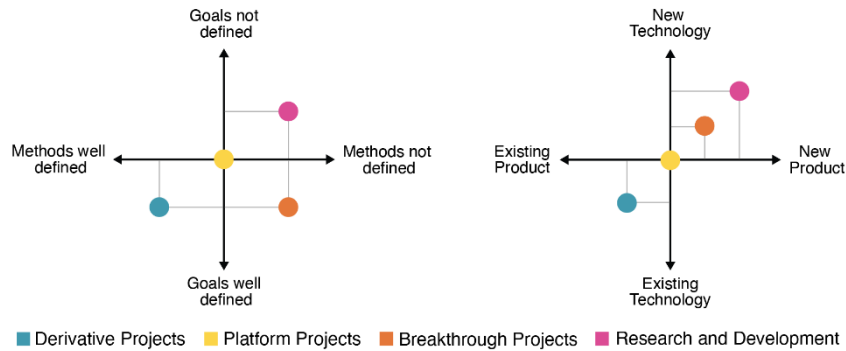 Goals not
defined
New
Technology
Methods well
defined
Methods not
defined
Existing
Product
New
Product
Goals well
defined
Existing
Technology
Derivative Projects
Platform Projects
Breakthrough Projects
Research and Development